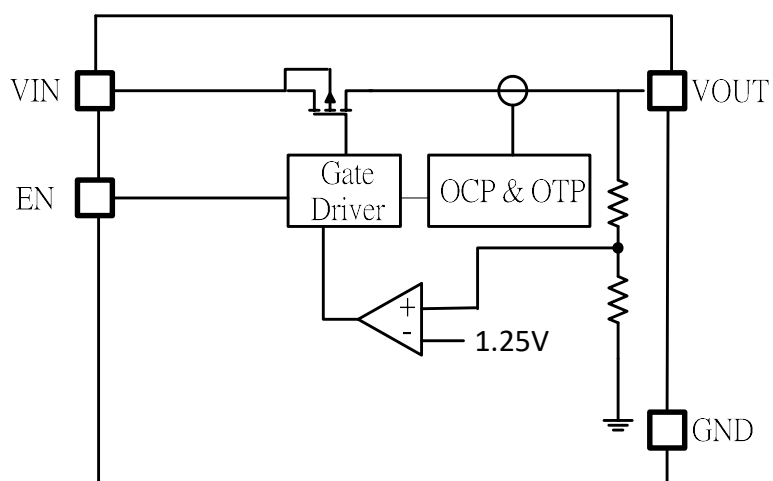 VIN
VOUT
EN
Gate
Driver
OCP & OTP
+
-
1.25V
GND